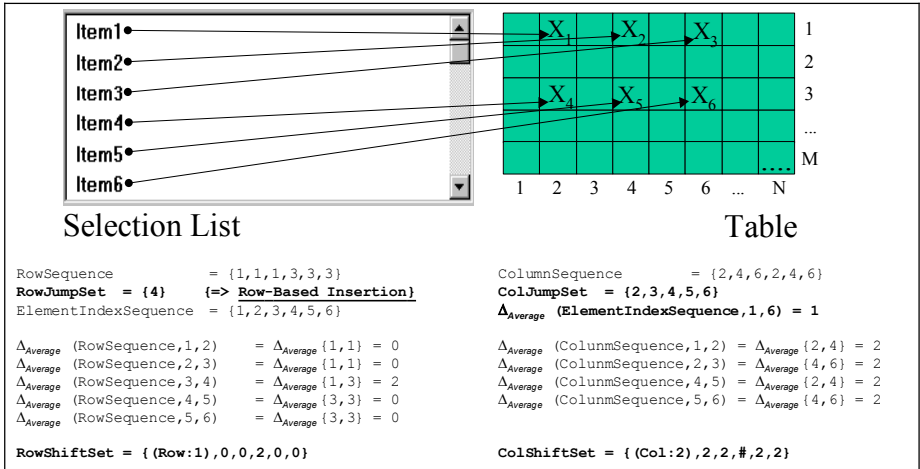 Item1
Item2
Item3
Item4
Item5
Item6
X1 X2 X3
X4 X5 X6
1
2
3
...
M
....
1 2 3 4 5 6 ... N
Selection List
Table
RowSequence = {1,1,1,3,3,3}
RowJumpSet = {4} {=> Row-Based Insertion}
ElementIndexSequence = {1,2,3,4,5,6}
ΔAverage (RowSequence,1,2) = ΔAverage{1,1} = 0
ΔAverage (RowSequence,2,3) = ΔAverage{1,1} = 0
ΔAverage (RowSequence,3,4) = ΔAverage{1,3} = 2
ΔAverage (RowSequence,4,5) = ΔAverage{3,3} = 0
ΔAverage (RowSequence,5,6) = ΔAverage{3,3} = 0
RowShiftSet = {(Row:1),0,0,2,0,0}
ColumnSequence = {2,4,6,2,4,6}
ColJumpSet = {2,3,4,5,6}
ΔAverage (ElementIndexSequence,1,6) = 1
ΔAverage (ColunmSequence,1,2) = ΔAverage{2,4} = 2
ΔAverage (ColunmSequence,2,3) = ΔAverage{4,6} = 2
ΔAverage (ColunmSequence,4,5) = ΔAverage{2,4} = 2
ΔAverage (ColunmSequence,5,6) = ΔAverage{4,6} = 2
ColShiftSet = {(Col:2),2,2,#,2,2}